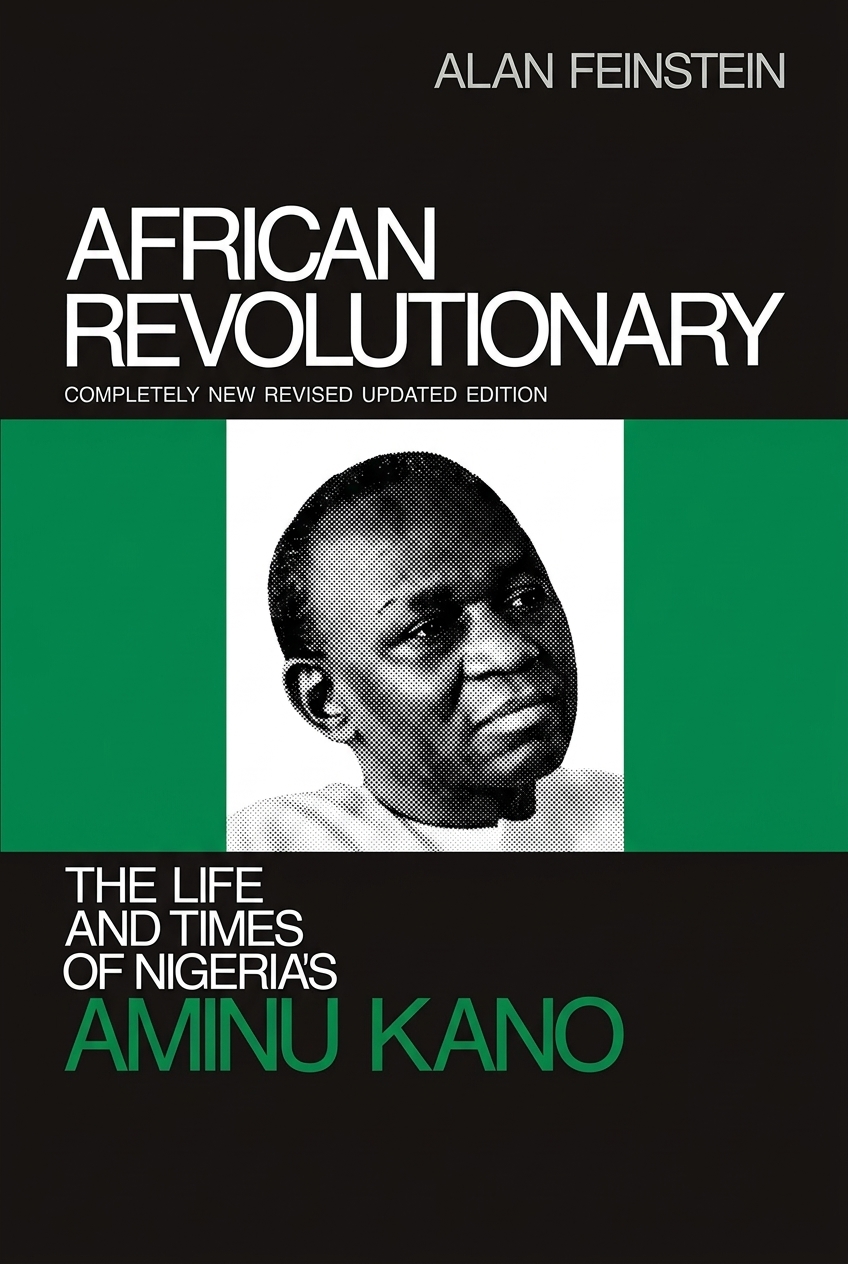 ALAN FEINSTEIN
AFRICAN
REVOLUTIONARY
COMPLETELY NEW REVISED UPDATED EDITION
THE LIFE
AND TIMES
OF NIGERIA'S
AMINU KANO